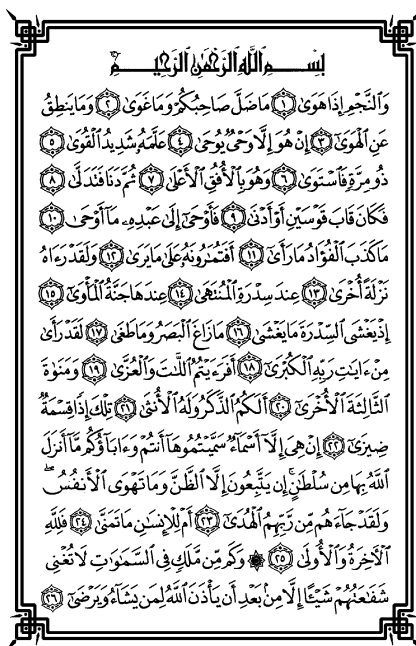 بِسْمِ ٱللَّهِ ٱلرَّحْمَٰنِ ٱلرَّحِيمِ
وَٱلنَّجْمِ إِذَا هَوَىٰ ١ مَا ضَلَّ صَاحِبُكُمْ وَمَا غَوَىٰ ٢ وَمَا يَنطِقُ
عَنِ ٱلْهَوَىٰٓ ٣ إِنْ هُوَ إِلَّا وَحْىٌ يُوحَىٰ ٤ عَلَّمَهُۥ شَدِيدُ ٱلْقُوَىٰ ٥
ذُو مِرَّةٍ فَٱسْتَوَىٰ ٦ وَهُوَ بِٱلْأُفُقِ ٱلْأَعْلَىٰ ٧ ثُمَّ دَنَا فَتَدَلَّىٰ ٨
فَكَانَ قَابَ قَوْسَيْنِ أَوْ أَدْنَىٰ ٩ فَأَوْحَىٰٓ إِلَىٰ عَبْدِهِۦ مَآ أَوْحَىٰ ١٠
مَا كَذَبَ ٱلْفُؤَادُ مَا رَأَىٰٓ ١١ أَفَتُمَٰرُونَهُۥ عَلَىٰ مَا يَرَىٰ ١٢ وَلَقَدْ رَءَاهُ
نَزْلَةً أُخْرَىٰ ١٣ عِندَ سِدْرَةِ ٱلْمُنتَهَىٰ ١٤ عِندَهَا جَنَّةُ ٱلْمَأْوَىٰٓ ١٥
إِذْ يَغْشَى ٱلسِّدْرَةَ مَا يَغْشَىٰ ١٦ مَا زَاغَ ٱلْبَصَرُ وَمَا طَغَىٰ ١٧ لَقَدْ رَأَىٰ
مِنْ ءَايَٰتِ رَبِّهِ ٱلْكُبْرَىٰٓ ١٨ أَفَرَءَيْتُمُ ٱللَّٰتَ وَٱلْعُزَّىٰ ١٩ وَمَنَوٰةَ
ٱلثَّالِثَةَ ٱلْأُخْرَىٰٓ ٢٠ أَلَكُمُ ٱلذَّكَرُ وَلَهُ ٱلْأُنثَىٰ ٢١ تِلْكَ إِذًا قِسْمَةٌ
ضِيزَىٰٓ ٢٢ إِنْ هِىَ إِلَّآ أَسْمَآءٌ سَمَّيْتُمُوهَآ أَنتُمْ وَءَابَآؤُكُم مَّآ أَنزَلَ
ٱللَّهُ بِهَا مِن سُلْطَٰنٍ ۚ إِن يَتَّبِعُونَ إِلَّا ٱلظَّنَّ وَمَا تَهْوَى ٱلْأَنفُسُ ۖ
وَلَقَدْ جَآءَهُم مِّن رَّبِّهِمُ ٱلْهُدَىٰٓ ٢٣ أَمْ لِلْإِنسَٰنِ مَا تَمَنَّىٰ ٢٤ فَلِلَّهِ
ٱلْءَاخِرَةُ وَٱلْأُولَىٰ ٢٥ ۞ وَكَم مِّن مَّلَكٍ فِى ٱلسَّمَٰوَٰتِ لَا تُغْنِى
شَفَٰعَتُهُمْ شَيْـًٔا إِلَّا مِنۢ بَعْدِ أَن يَأْذَنَ ٱللَّهُ لِمَن يَشَآءُ وَيَرْضَىٰٓ ٢٦